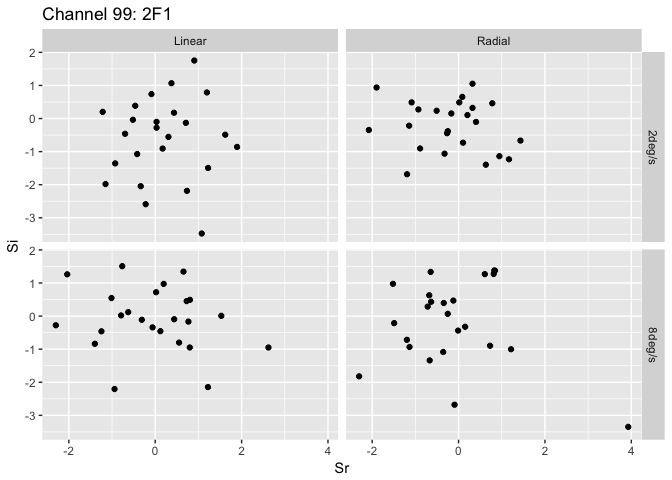 Channel 99: 2F1
Linear Radial
2
1
0
-1
-2
-3
2deg/s
Si
2
1
0
-1
-2
-3
8deg/s
-2 0 2 4 -2 0 2 4
Sr